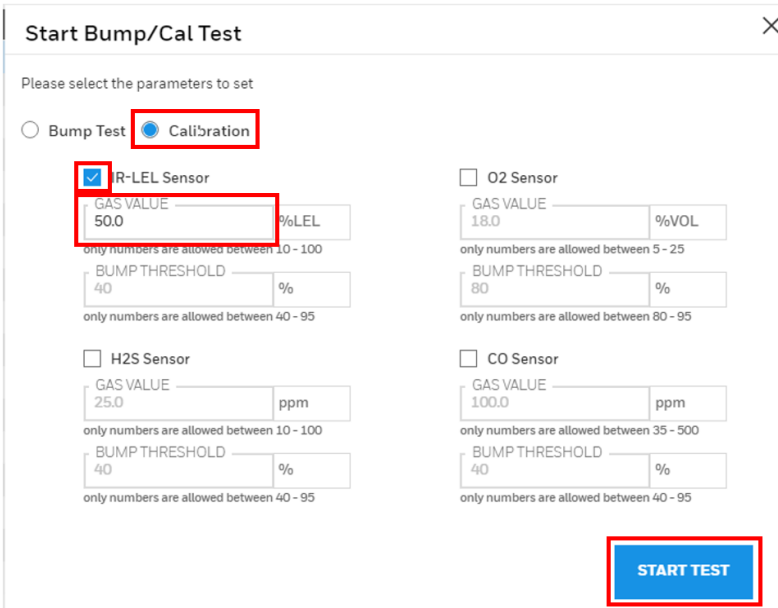 Start Bump/Cal Test
Please select the parameters to set
Bump Test Calibration
IR-LEL Sensor
GAS VALUE
50.0 %LEL
only numbers are allowed between 10 - 100
BUMP THRESHOLD
40 %
only numbers are allowed between 40 - 95
O2 Sensor
GAS VALUE
18.0 %VOL
only numbers are allowed between 5 - 25
BUMP THRESHOLD
80 %
only numbers are allowed between 80 - 95
H2S Sensor
GAS VALUE
25.0 ppm
only numbers are allowed between 10 - 100
BUMP THRESHOLD
40 %
only numbers are allowed between 40 - 95
CO Sensor
GAS VALUE
100.0 ppm
only numbers are allowed between 35 - 500
BUMP THRESHOLD
40 %
only numbers are allowed between 40 - 95
START TEST